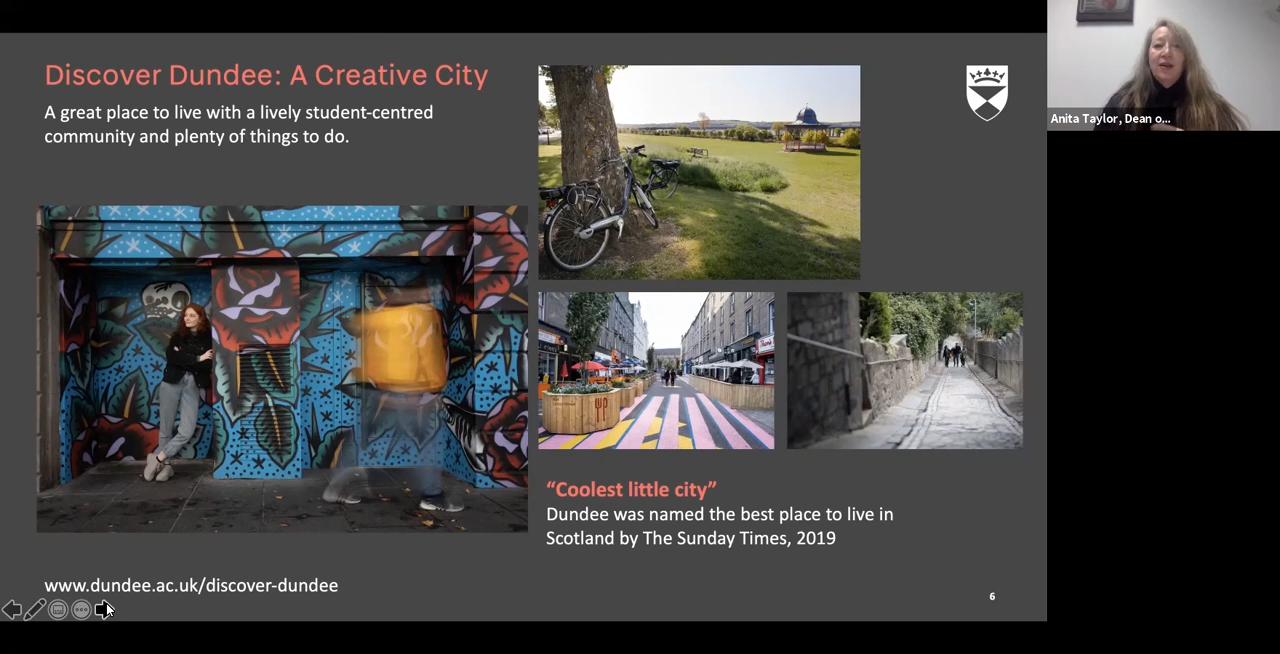 Discover Dundee: A Creative City
A great place to live with a lively student-centred
community and plenty of things to do.
“Coolest little city”
Dundee was named the best place to live in
Scotland by The Sunday Times, 2019
www.dundee.ac.uk/discover-dundee
6
Anita Taylor, Dean o...